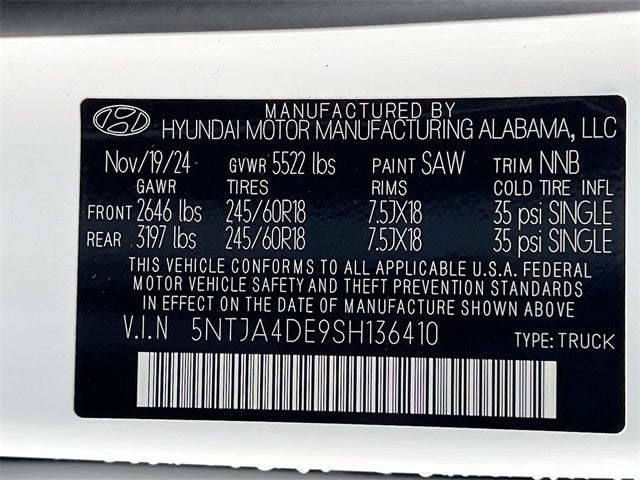 MANUFACTURED BY
HYUNDAI MOTOR MANUFACTURING ALABAMA, LLC
Nov/19/24 GVWR 5522 lbs PAINT SAW TRIM NNB
GAWR TIRES RIMS COLD TIRE INFL
FRONT 2646 lbs 245/60R18 7.5JX18 35 psi SINGLE
REAR 3197 lbs 245/60R18 7.5JX18 35 psi SINGLE
THIS VEHICLE CONFORMS TO ALL APPLICABLE U.S.A. FEDERAL
MOTOR VEHICLE SAFETY AND THEFT PREVENTION STANDARDS
IN EFFECT ON THE DATE OF MANUFACTURE SHOWN ABOVE
V.I.N 5NTJA4DE9SH136410 TYPE: TRUCK